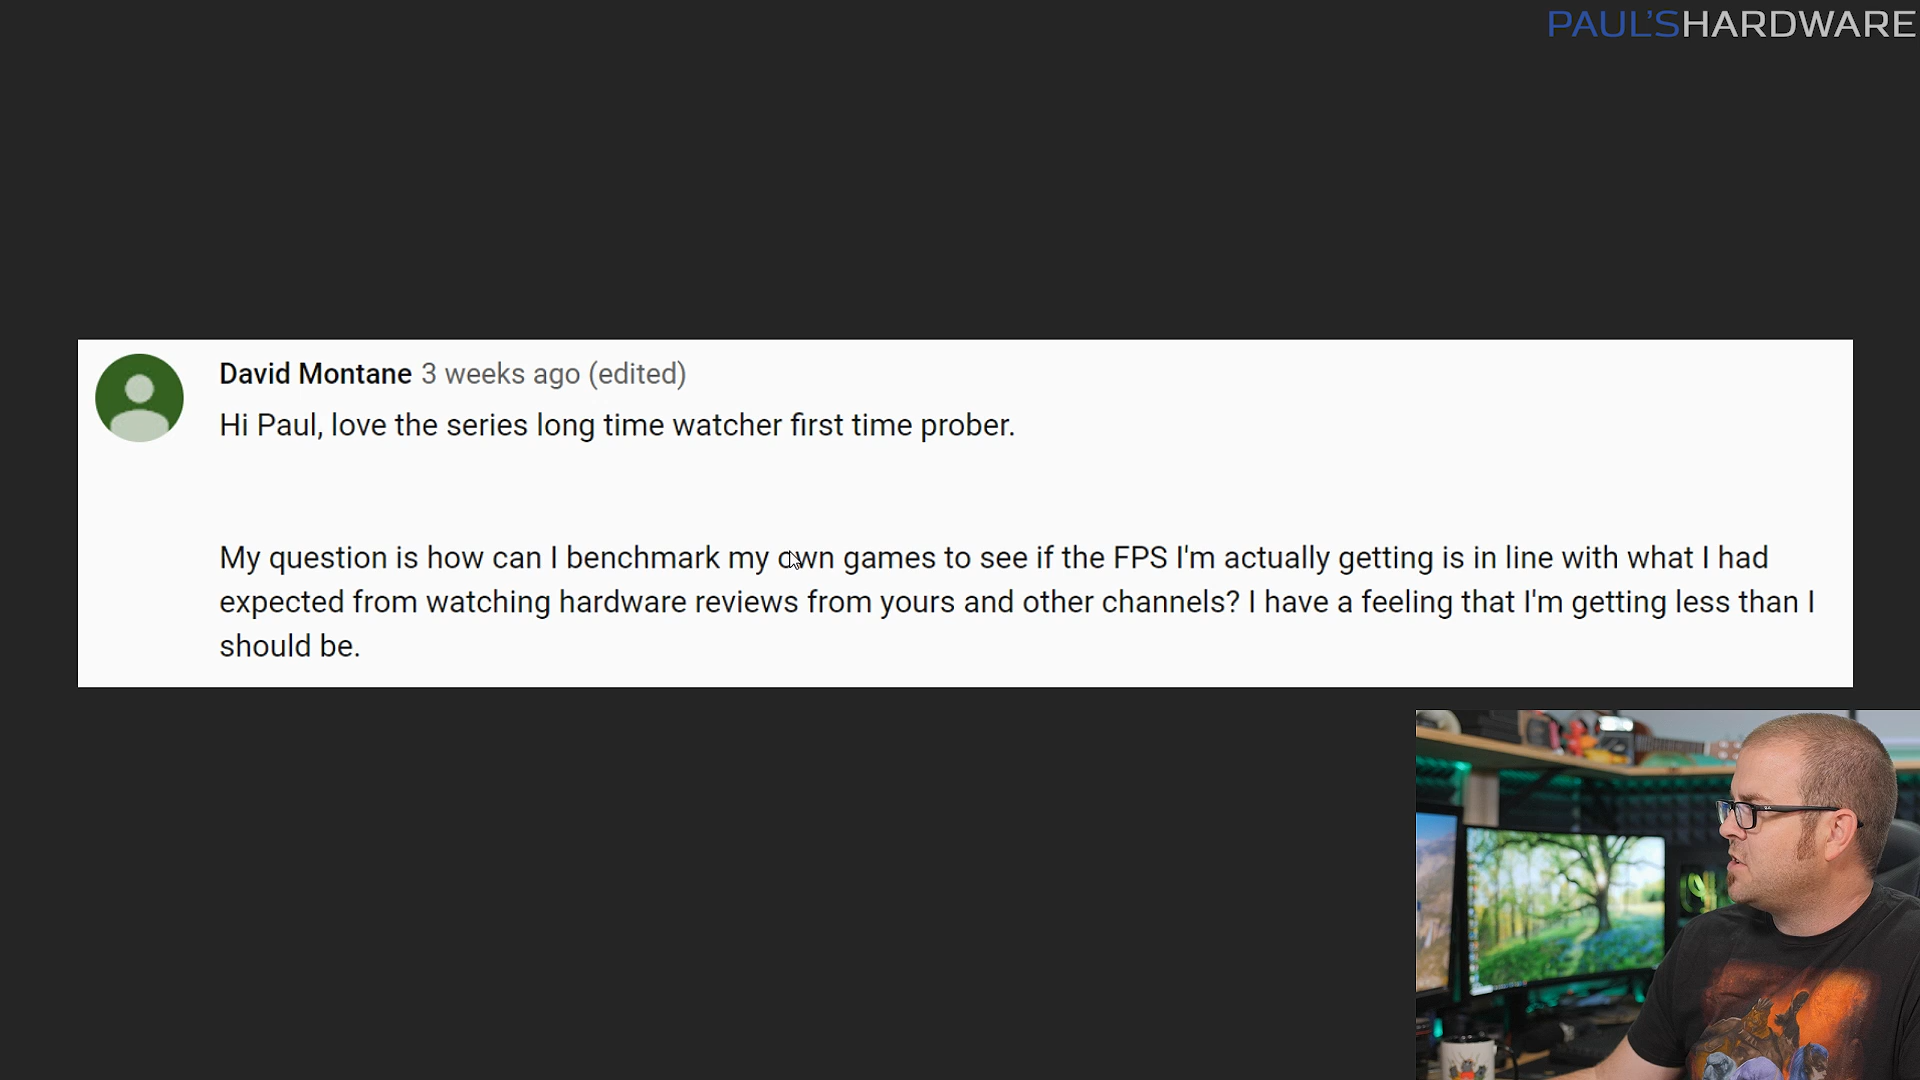 PAUL'SHARDWARE
David Montane 3 weeks ago (edited)
Hi Paul, love the series long time watcher first time prober.
My question is how can I benchmark my own games to see if the FPS I'm actually getting is in line with what I had
expected from watching hardware reviews from yours and other channels? I have a feeling that I'm getting less than I
should be.